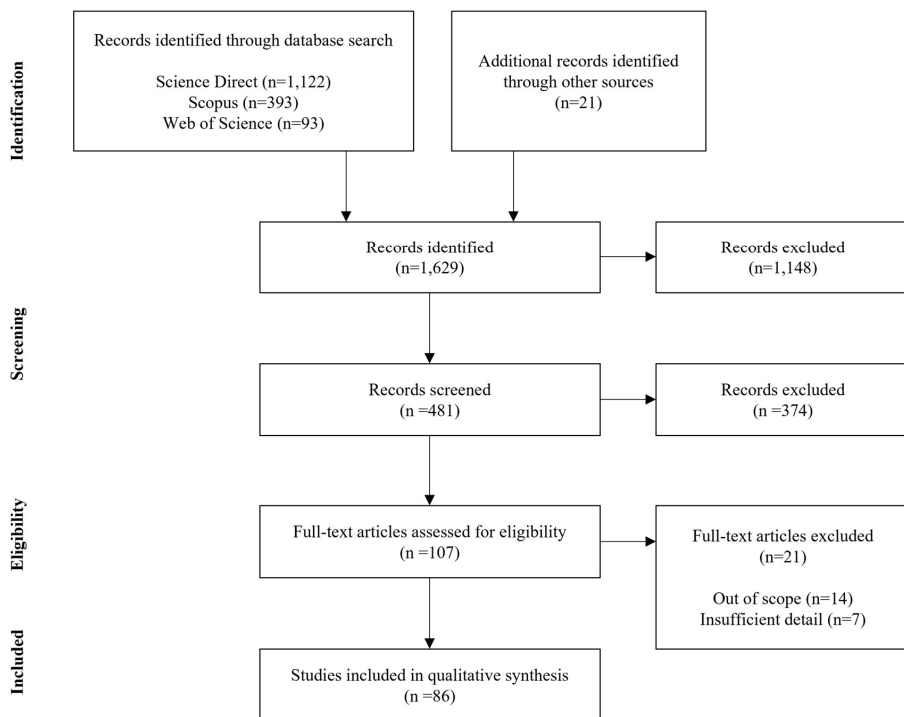 Identification
Records identified through database search
Science Direct (n=1,122)
Scopus (n=393)
Web of Science (n=93)
Additional records identified
through other sources
(n=21)
Records identified
(n=1,629)
Records excluded
(n=1,148)
Screening
Records screened
(n =481)
Records excluded
(n =374)
Eligibility
Full-text articles assessed for eligibility
(n =107)
Full-text articles excluded
(n=21)
Out of scope (n=14)
Insufficient detail (n=7)
Included
Studies included in qualitative synthesis
(n =86)